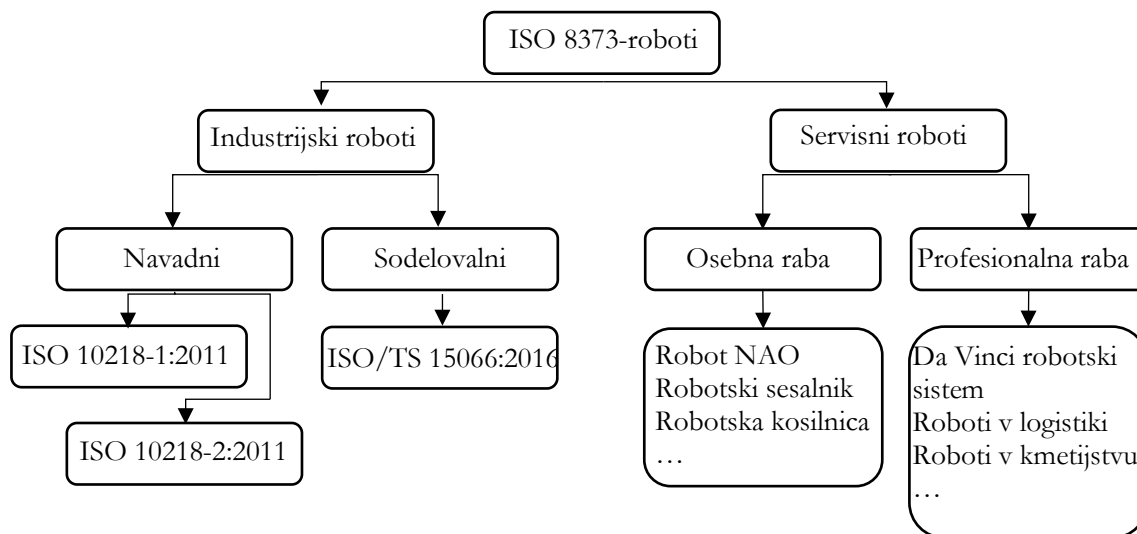 ISO 8373-roboti
Industrijski roboti
Servisni roboti
Navadni
Sodelovalni
Osebna raba
Profesionalna raba
ISO 10218-1:2011
ISO 10218-2:2011
ISO/TS 15066:2016
Robot NAO
Robotski sesalnik
Robotska kosilnica
…
Da Vinci robotski
sistem
Roboti v logistiki
Roboti v kmetijstvu
…